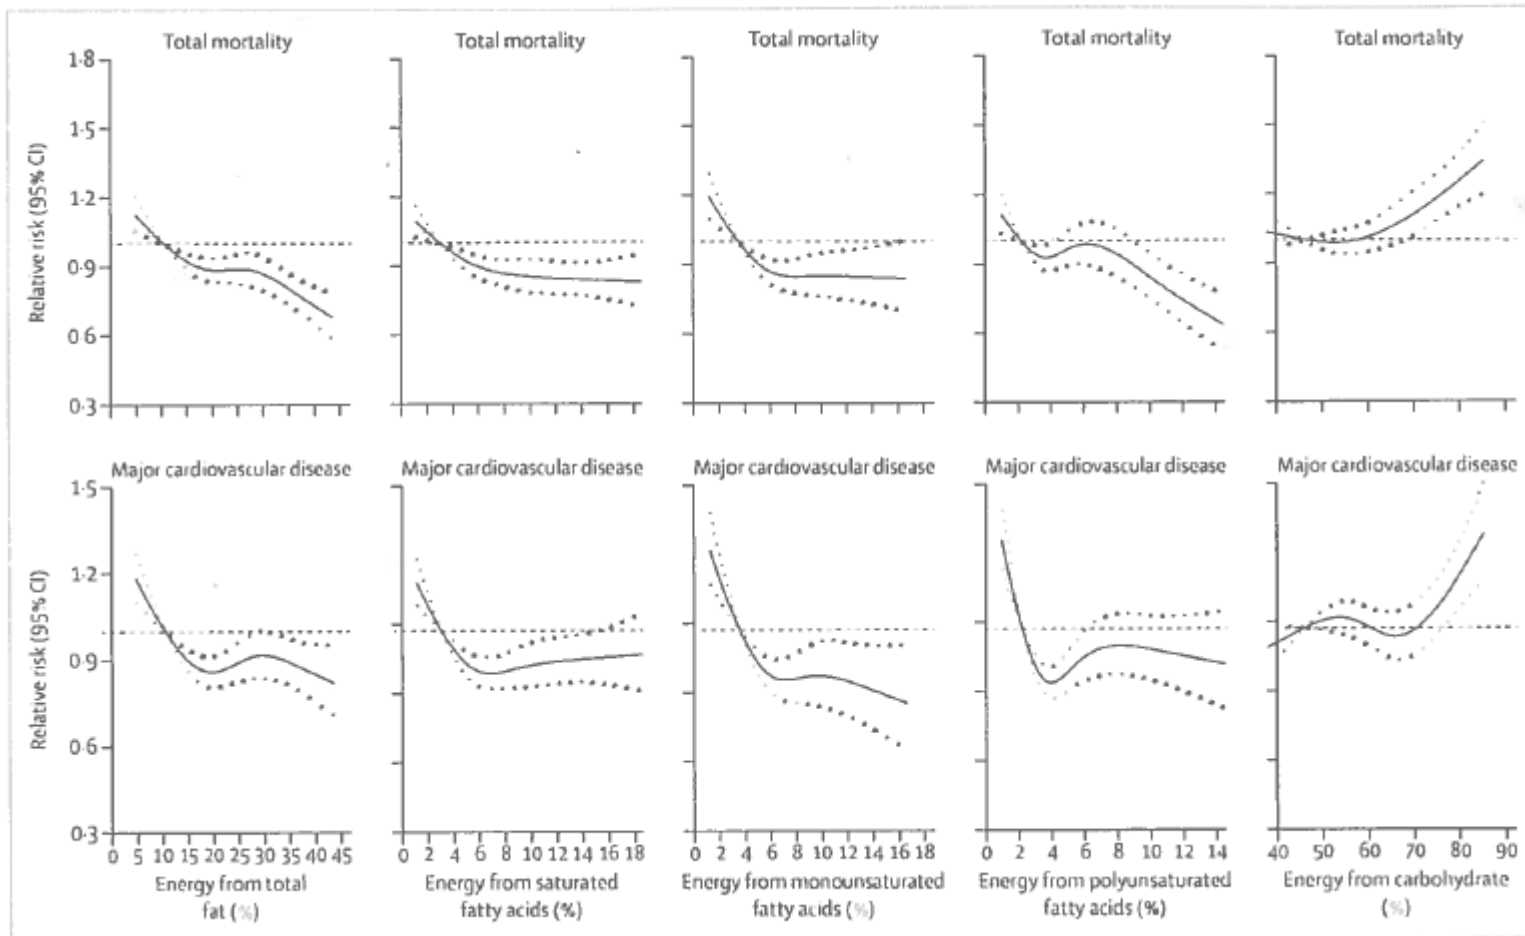 Total mortality
Total mortality
Total mortality
Total mortality
Total mortality
Relative risk (95% CI)
1·8
1·5
1·2
0·9
0·6
0·3
Major cardiovascular disease
Major cardiovascular disease
Major cardiovascular disease
Major cardiovascular disease
Major cardiovascular disease
Relative risk (95% CI)
1·5
1·2
0·9
0·6
0·3
0 5 10 15 20 25 30 35 40 45
Energy from total
fat (%)
0 2 4 6 8 10 12 14 16 18
Energy from saturated
fatty acids (%)
0 2 4 6 8 10 12 14 16 18
Energy from monounsaturated
fatty acids (%)
0 2 4 6 8 10 12 14
Energy from polyunsaturated
fatty acids (%)
40 50 60 70 80 90
Energy from carbohydrate
(%)